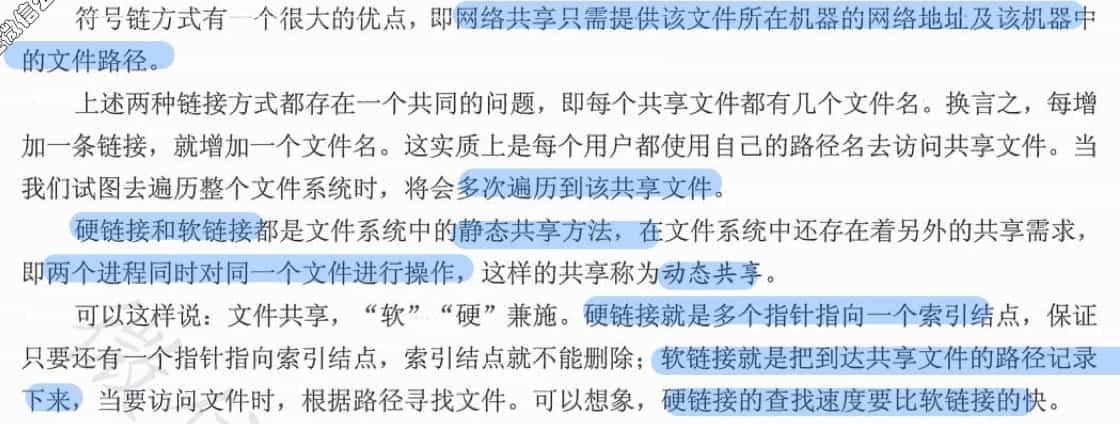 符号链方式有一个很大的优点，即网络共享只需提供该文件所在机器的网络地址及该机器中
的文件路径。
上述两种链接方式都存在一个共同的问题，即每个共享文件都有几个文件名。换言之，每增
加一条链接，就增加一个文件名。这实质上是每个用户都使用自己的路径名去访问共享文件。当
我们试图去遍历整个文件系统时，将会多次遍历到该共享文件。
硬链接和软链接都是文件系统中的静态共享方法，在文件系统中还存在着另外的共享需求，
即两个进程同时对同一个文件进行操作，这样的共享称为动态共享。
可以这样说：文件共享，“软”“硬”兼施。硬链接就是多个指针指向一个索引结点，保证
只要还有一个指针指向索引结点，索引结点就不能删除；软链接就是把到达共享文件的路径记录
下来，当要访问文件时，根据路径寻找文件。可以想象，硬链接的查找速度要比软链接的快。